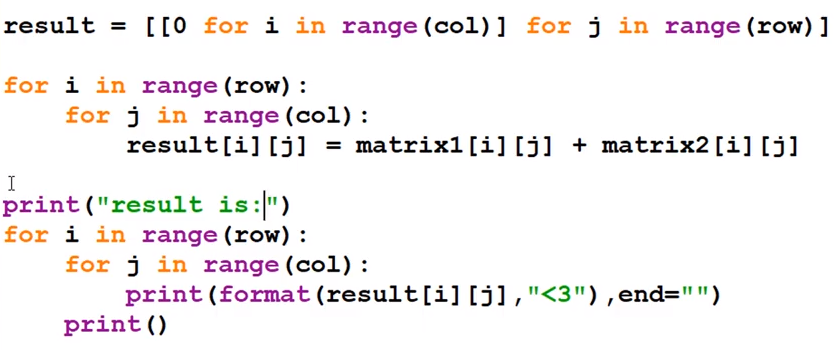 result = [[0 for i in range(col)] for j in range(row)]
for i in range(row):
    for j in range(col):
        result[i][j] = matrix1[i][j] + matrix2[i][j]
print("result is:")
for i in range(row):
    for j in range(col):
        print(format(result[i][j],"<3"),end="")
    print()